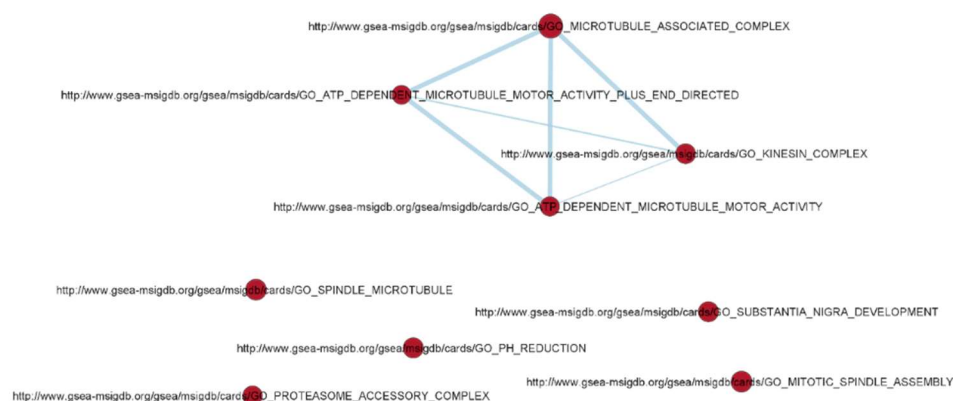 http://www.gsea-msigdb.org/gsea/msigdb/cards/GO_MICROTUBULE_ASSOCIATED_COMPLEX
http://www.gsea-msigdb.org/gsea/msigdb/cards/GO_ATP_DEPENDENT_MICROTUBULE_MOTOR_ACTIVITY_PLUS_END_DIRECTED
http://www.gsea-msigdb.org/gsea/msigdb/cards/GO_KINESIN_COMPLEX
http://www.gsea-msigdb.org/gsea/msigdb/cards/GO_ATP_DEPENDENT_MICROTUBULE_MOTOR_ACTIVITY
http://www.gsea-msigdb.org/gsea/msigdb/cards/GO_SPINDLE_MICROTUBULE
http://www.gsea-msigdb.org/gsea/msigdb/cards/GO_SUBSTANTIA_NIGRA_DEVELOPMENT
http://www.gsea-msigdb.org/gsea/msigdb/cards/GO_PH_REDUCTION
http://www.gsea-msigdb.org/gsea/msigdb/cards/GO_MITOTIC_SPINDLE_ASSEMBLY
http://www.gsea-msigdb.org/gsea/msigdb/cards/GO_PROTEASOME_ACCESSORY_COMPLEX